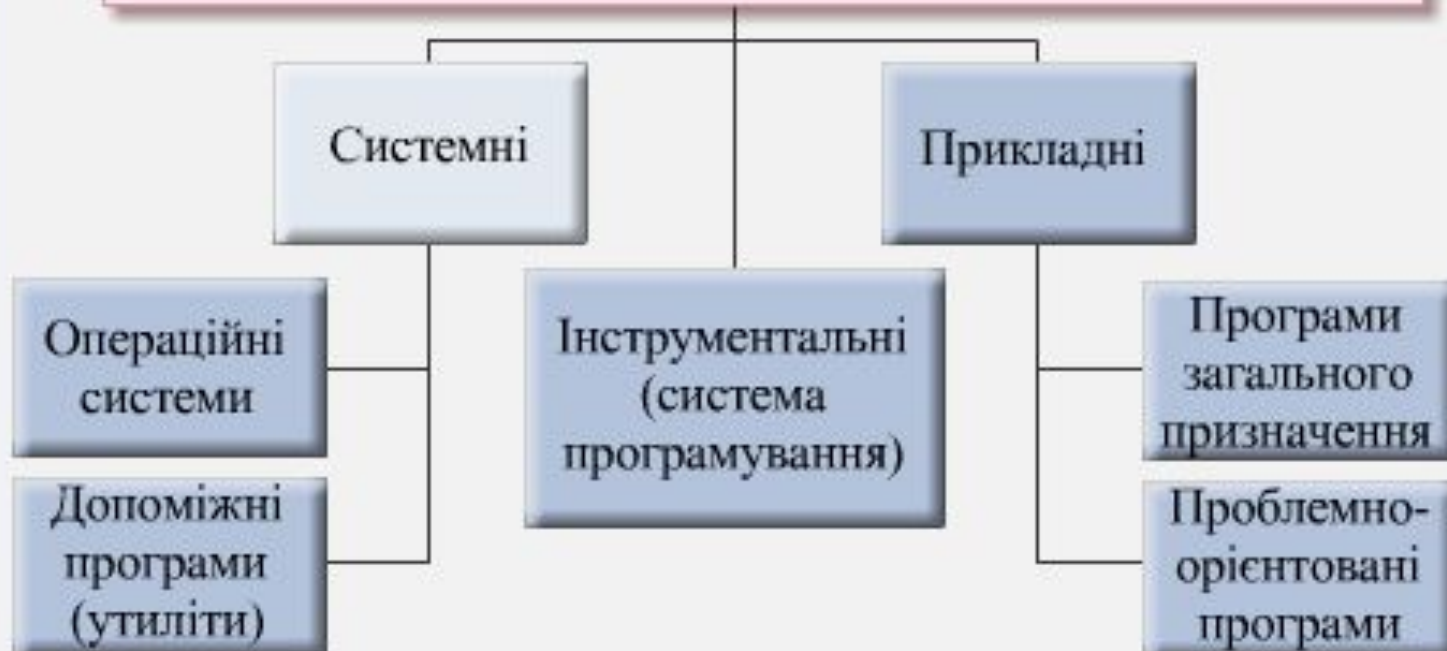 Системні
Прикладні
Операційні
системи
Інструментальні
(система
програмування)
Програми
загального
призначення
Допоміжні
програми
(утиліти)
Проблемно-
орієнтовані
програми